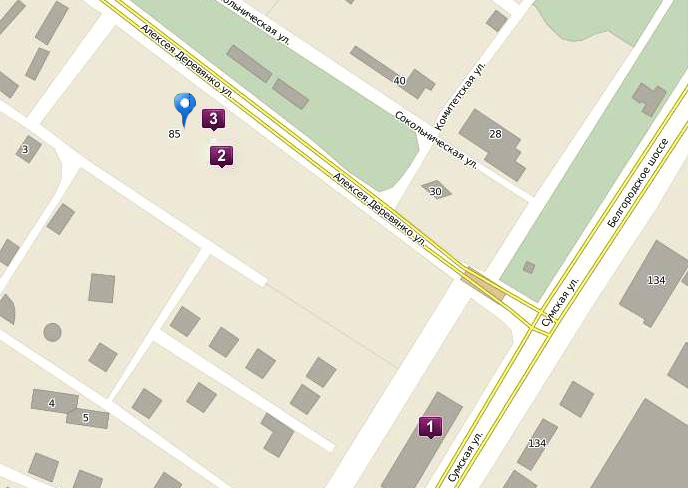 Сокольническая ул.
Алексея Деревянко ул.
40
Комитетская ул.
3
85
2
Сокольническая ул.
28
3
30
Алексея Деревянко ул.
Белгородское шоссе
134
Сумская ул.
4
5
1
134
Сумская ул.